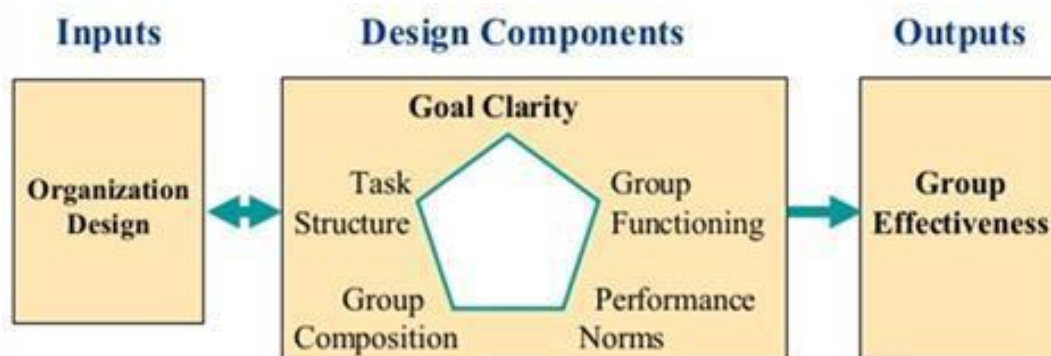 Inputs
Design Components
Outputs
Organization
Design
Goal Clarity
Task
Structure
Group
Functioning
Group
Composition
Performance
Norms
Group
Effectiveness